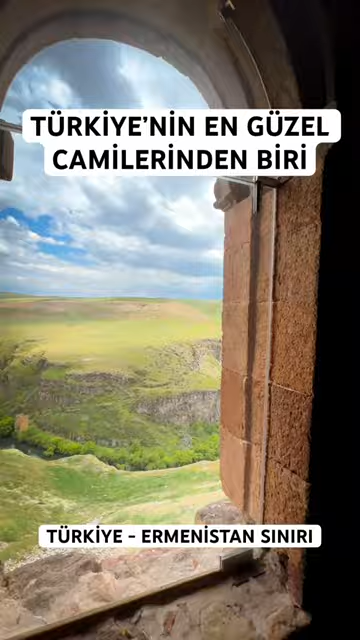 TÜRKİYE’NİN EN GÜZEL
CAMİLERİNDEN BİRİ
TÜRKİYE - ERMENİSTAN SINIRI